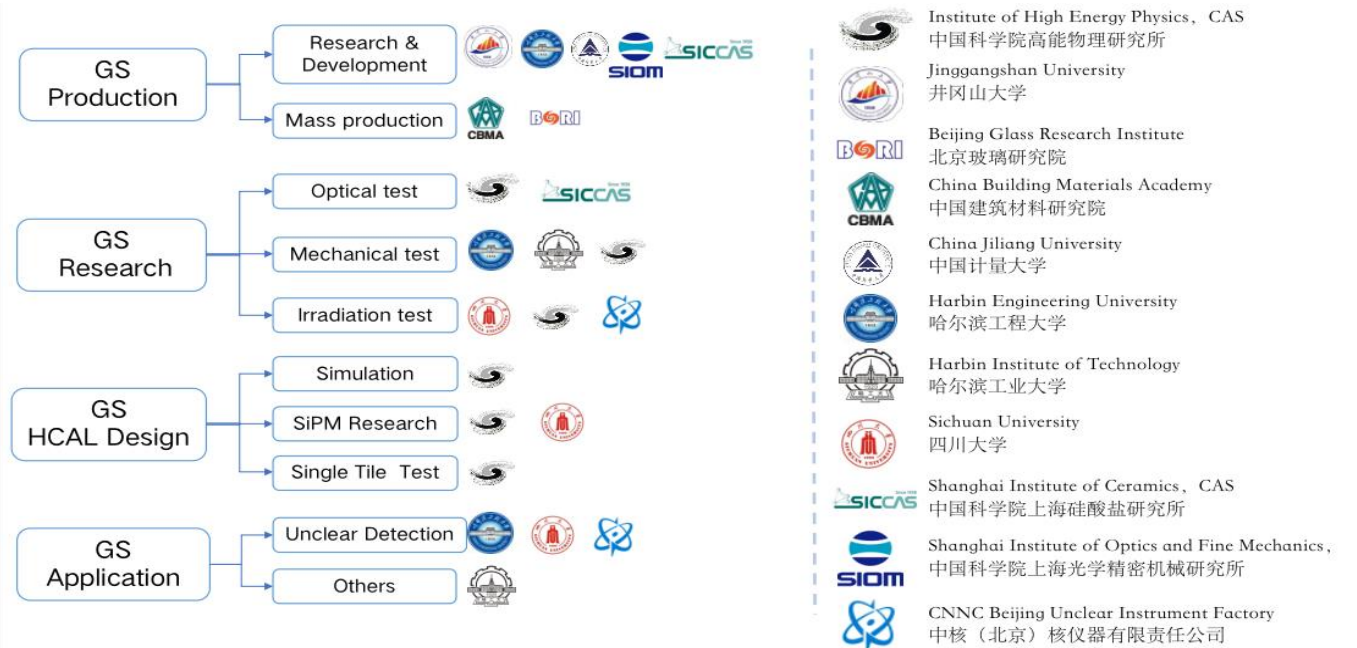 GS
Production
Research &
Development
SIOM
SICCAS
Mass production
CBMA
BGRI
GS
Research
Optical test
SICCAS
Mechanical test
Irradiation test
GS
HCAL Design
Simulation
SiPM Research
Single Tile Test
GS
Application
Unclear Detection
Others
Institute of High Energy Physics, CAS
中国科学院高能物理研究所
Jinggangshan University
井冈山大学
BGRI
Beijing Glass Research Institute
北京玻璃研究院
CBMA
China Building Materials Academy
中国建筑材料研究院
China Jiliang University
中国计量大学
Harbin Engineering University
哈尔滨工程大学
Harbin Institute of Technology
哈尔滨工业大学
Sichuan University
四川大学
SICCAS
Shanghai Institute of Ceramics, CAS
中国科学院上海硅酸盐研究所
SIOM
Shanghai Institute of Optics and Fine Mechanics,
中国科学院上海光学精密机械研究所
CNNC Beijing Unclear Instrument Factory
中核（北京）核仪器有限责任公司